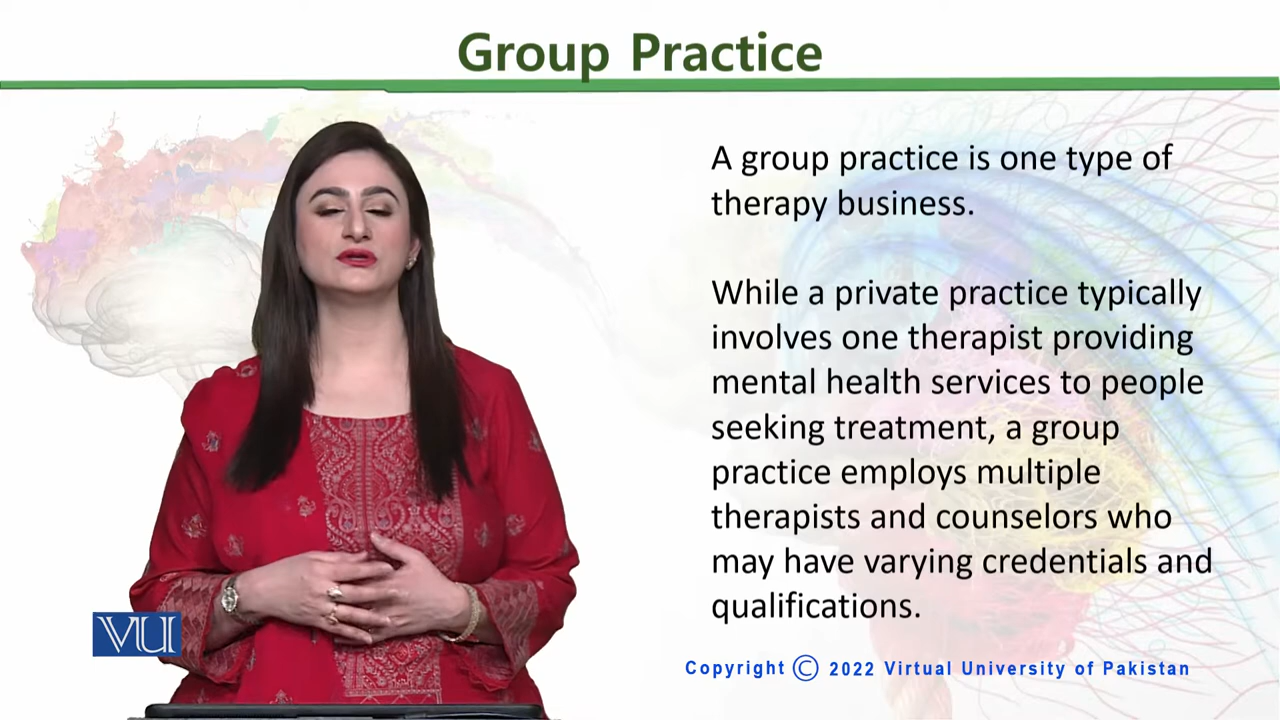 Group Practice
A group practice is one type of
therapy business.
While a private practice typically
involves one therapist providing
mental health services to people
seeking treatment, a group
practice employs multiple
therapists and counselors who
may have varying credentials and
qualifications.
VU
Copyright © 2022 Virtual University of Pakistan